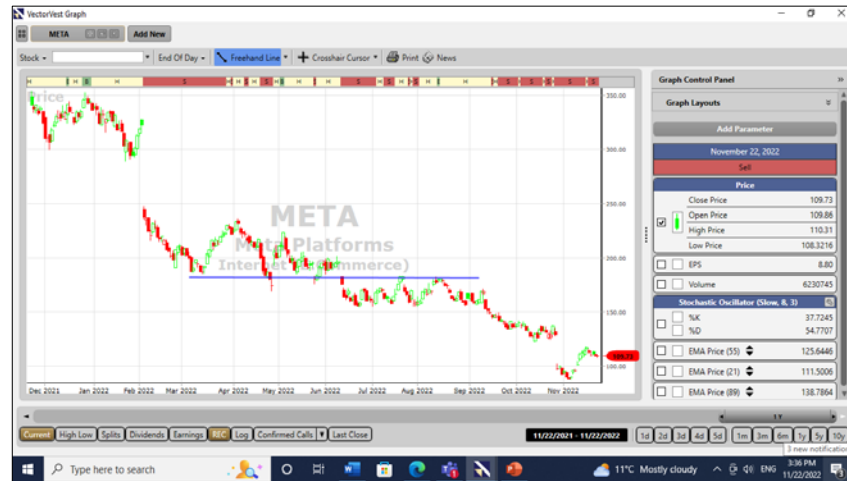 VectorVest Graph
META
Add New
Stock -
End Of Day
Freehand Line
Crosshair Cursor
Print
News
Price
META
Meta Platforms
350.00
300.00
250.00
200.00
150.00
100.00
109.73
Dec 2021 Jan 2022 Feb 2022 Mar 2022 Apr 2022 May 2022 Jun 2022 Jul 2022 Aug 2022 Sep 2022 Oct 2022 Nov 2022
Graph Control Panel
Graph Layouts
Add Parameter
November 22, 2022
Sell
Price
Close Price 109.73
Open Price 109.86
High Price 110.31
Low Price 108.3216
EPS 8.80
Volume 6230745
Stochastic Oscillator (Slow, 8, 3)
%K 37.7245
%D 54.7707
EMA Price (55) 125.6446
EMA Price (21) 111.5006
EMA Price (89) 138.7864
1Y
Current High Low Splits Dividends Earnings REC Log Confirmed Calls Last Close
11/22/2021 - 11/22/2022
1d 2d 3d 4d 5d 1m 3m 6m 1y 5y 10y
3 new notification
Type here to search
11°C Mostly cloudy
ENG
3:36 PM
11/22/2022